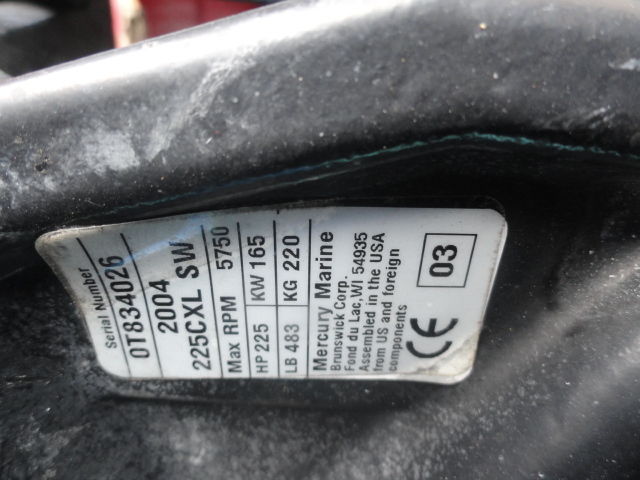 Serial Number
0T834026
2004
225CXL SW
Max RPM 5750
HP 225 KW 165
LB 483 KG 220
Mercury Marine
Brunswick Corp.
Fond du Lac, WI 54935
Assembled in the USA
from US and foreign
components
CE 03